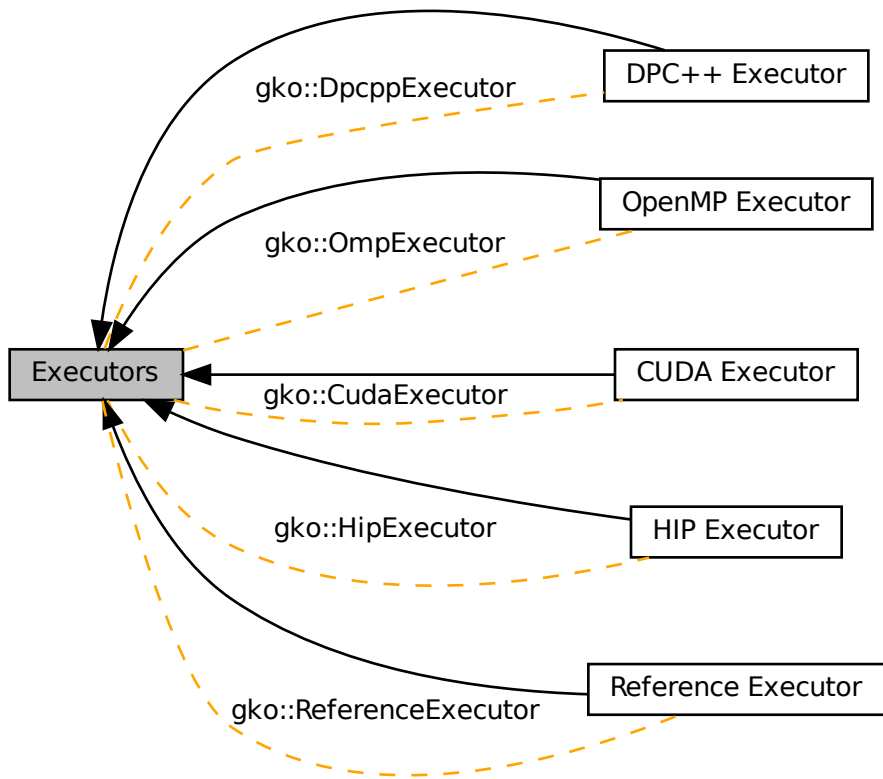 DPC++ Executor
gko::DpcppExecutor
OpenMP Executor
gko::OmpExecutor
Executors
CUDA Executor
gko::CudaExecutor
HIP Executor
gko::HipExecutor
Reference Executor
gko::ReferenceExecutor